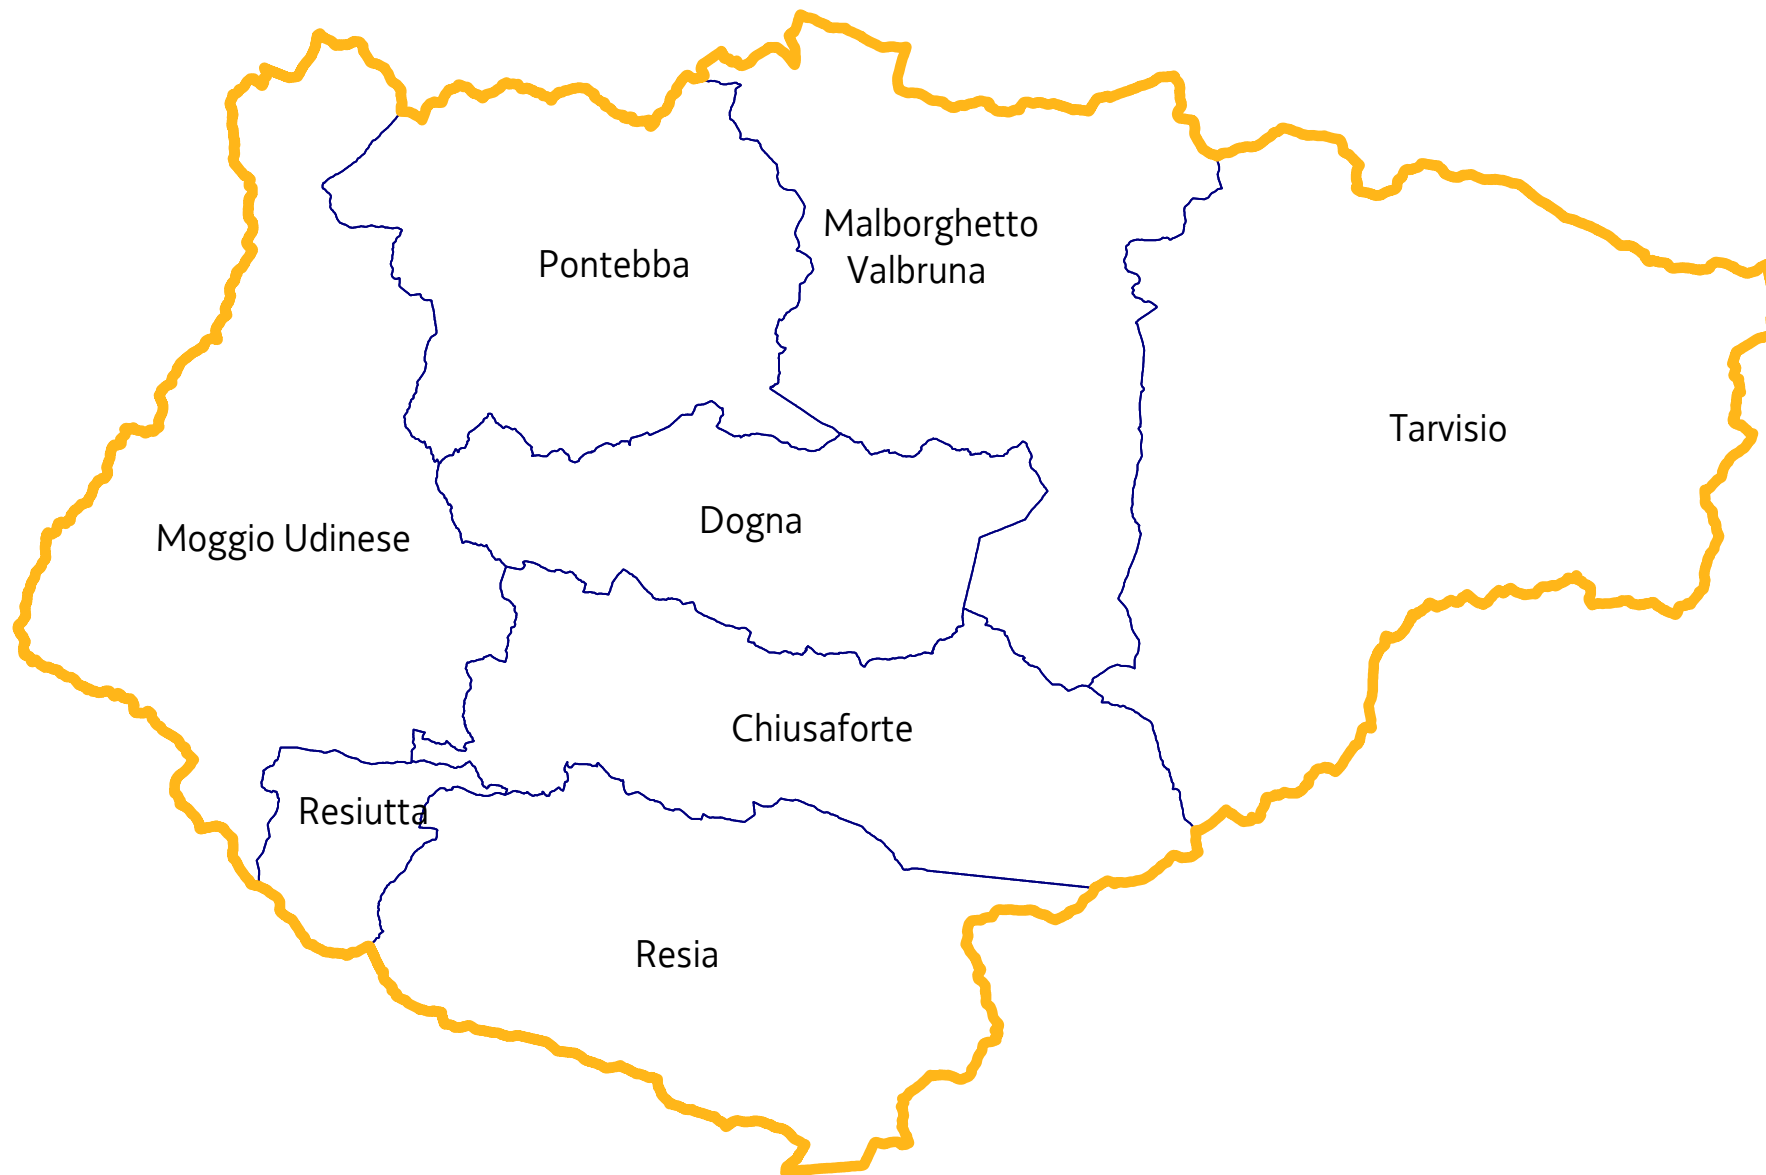 Malborghetto
Valbruna
Pontebba
Tarvisio
Dogna
Moggio Udinese
Chiusaforte
Resiutta
Resia